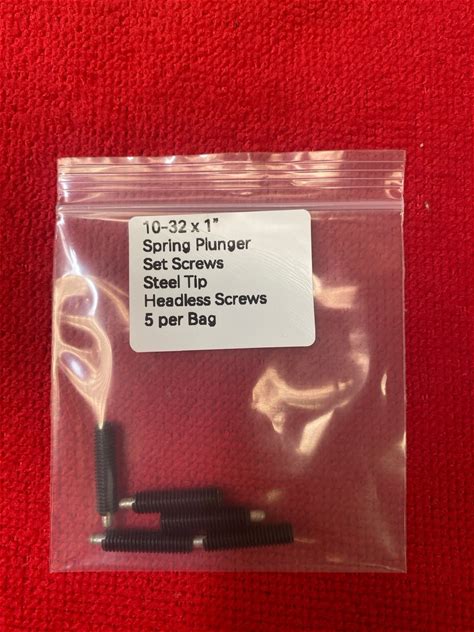 10-32 x 1"
Spring Plunger
Set Screws
Steel Tip
Headless Screws
5 per Bag